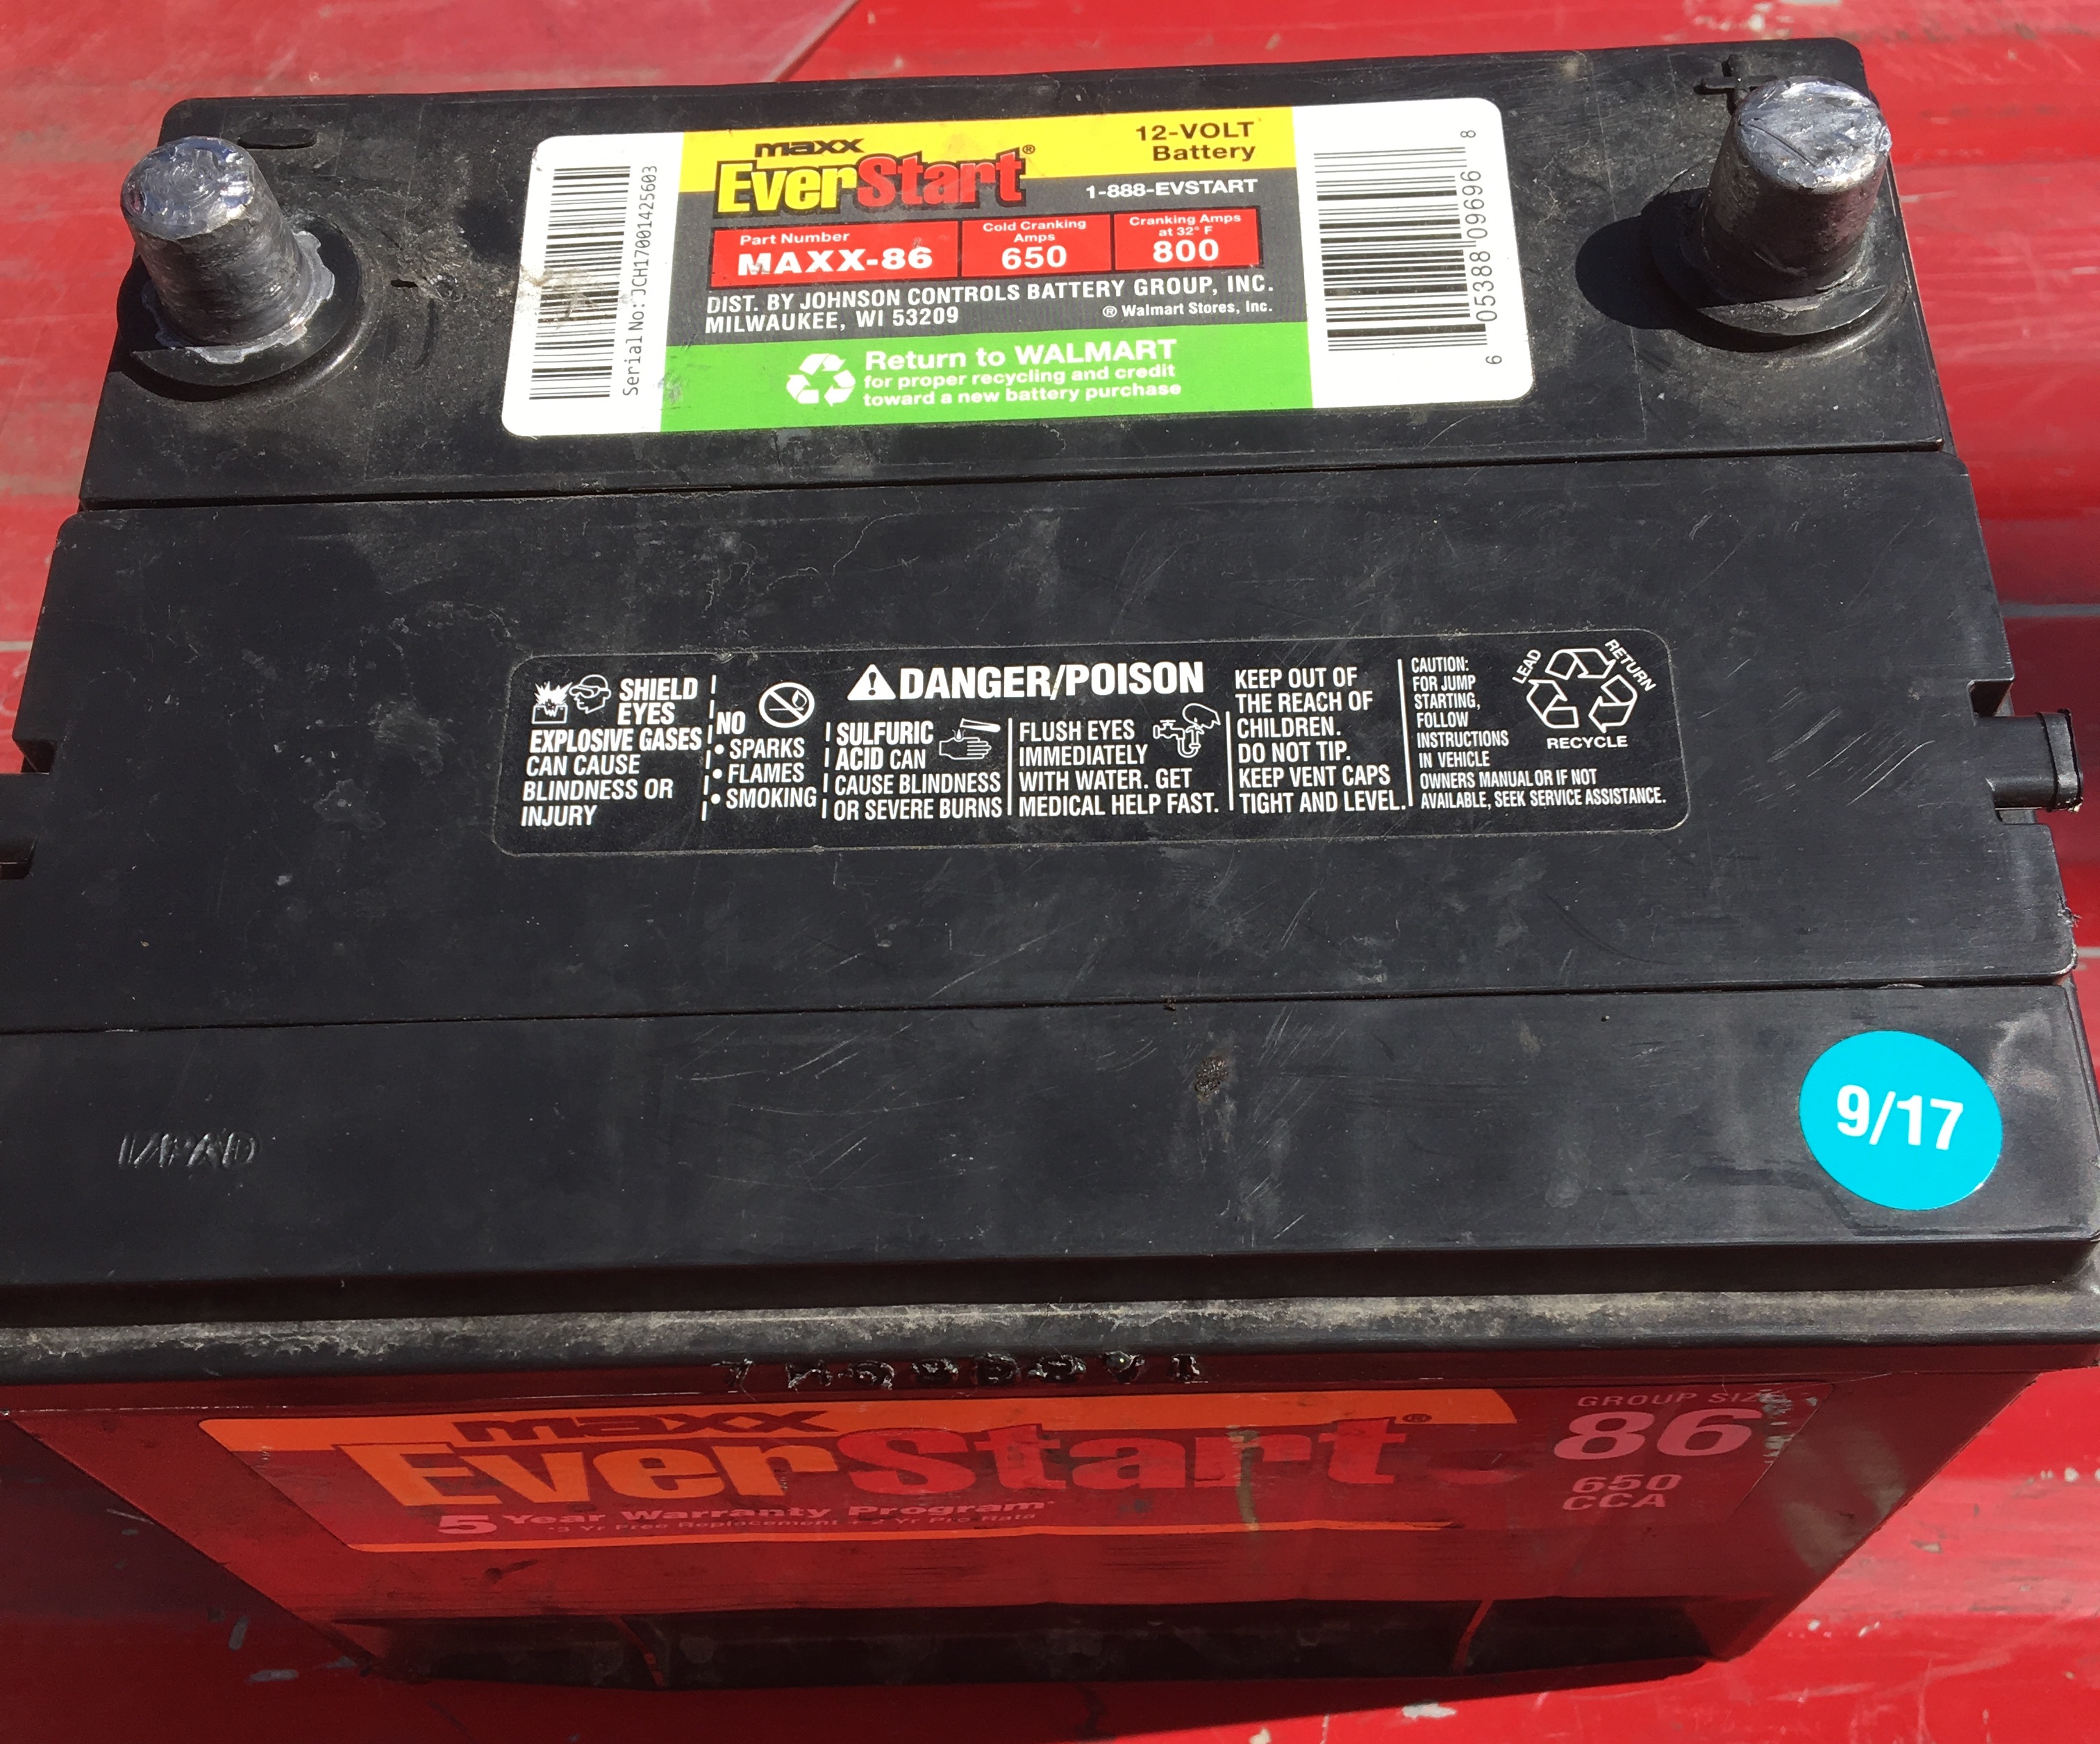 maxx
EverStart®
12-VOLT
Battery
1-888-EVSTART
Part Number
MAXX-86
Cold Cranking
Amps
650
Cranking Amps
at 32° F
800
DIST. BY JOHNSON CONTROLS BATTERY GROUP, INC.
MILWAUKEE, WI 53209
® Walmart Stores, Inc.
Return to WALMART
for proper recycling and credit
toward a new battery purchase
Serial No: JCH17001425603
6 05388 09696 8
+
SHIELD
EYES
EXPLOSIVE GASES
CAN CAUSE
BLINDNESS OR
INJURY
NO
• SPARKS
• FLAMES
• SMOKING
DANGER/POISON
SULFURIC
ACID CAN
CAUSE BLINDNESS
OR SEVERE BURNS
FLUSH EYES
IMMEDIATELY
WITH WATER. GET
MEDICAL HELP FAST.
KEEP OUT OF
THE REACH OF
CHILDREN.
DO NOT TIP.
KEEP VENT CAPS
TIGHT AND LEVEL.
CAUTION:
FOR JUMP
STARTING,
FOLLOW
INSTRUCTIONS
IN VEHICLE
OWNERS MANUAL OR IF NOT
AVAILABLE, SEEK SERVICE ASSISTANCE.
LEAD
RETURN
RECYCLE
9/17
maxx
EverStart®
5 Year Warranty Program*
*3 Yr Free Replacement Yr Pro Rata
GROUP SIZE
86
650
CCA